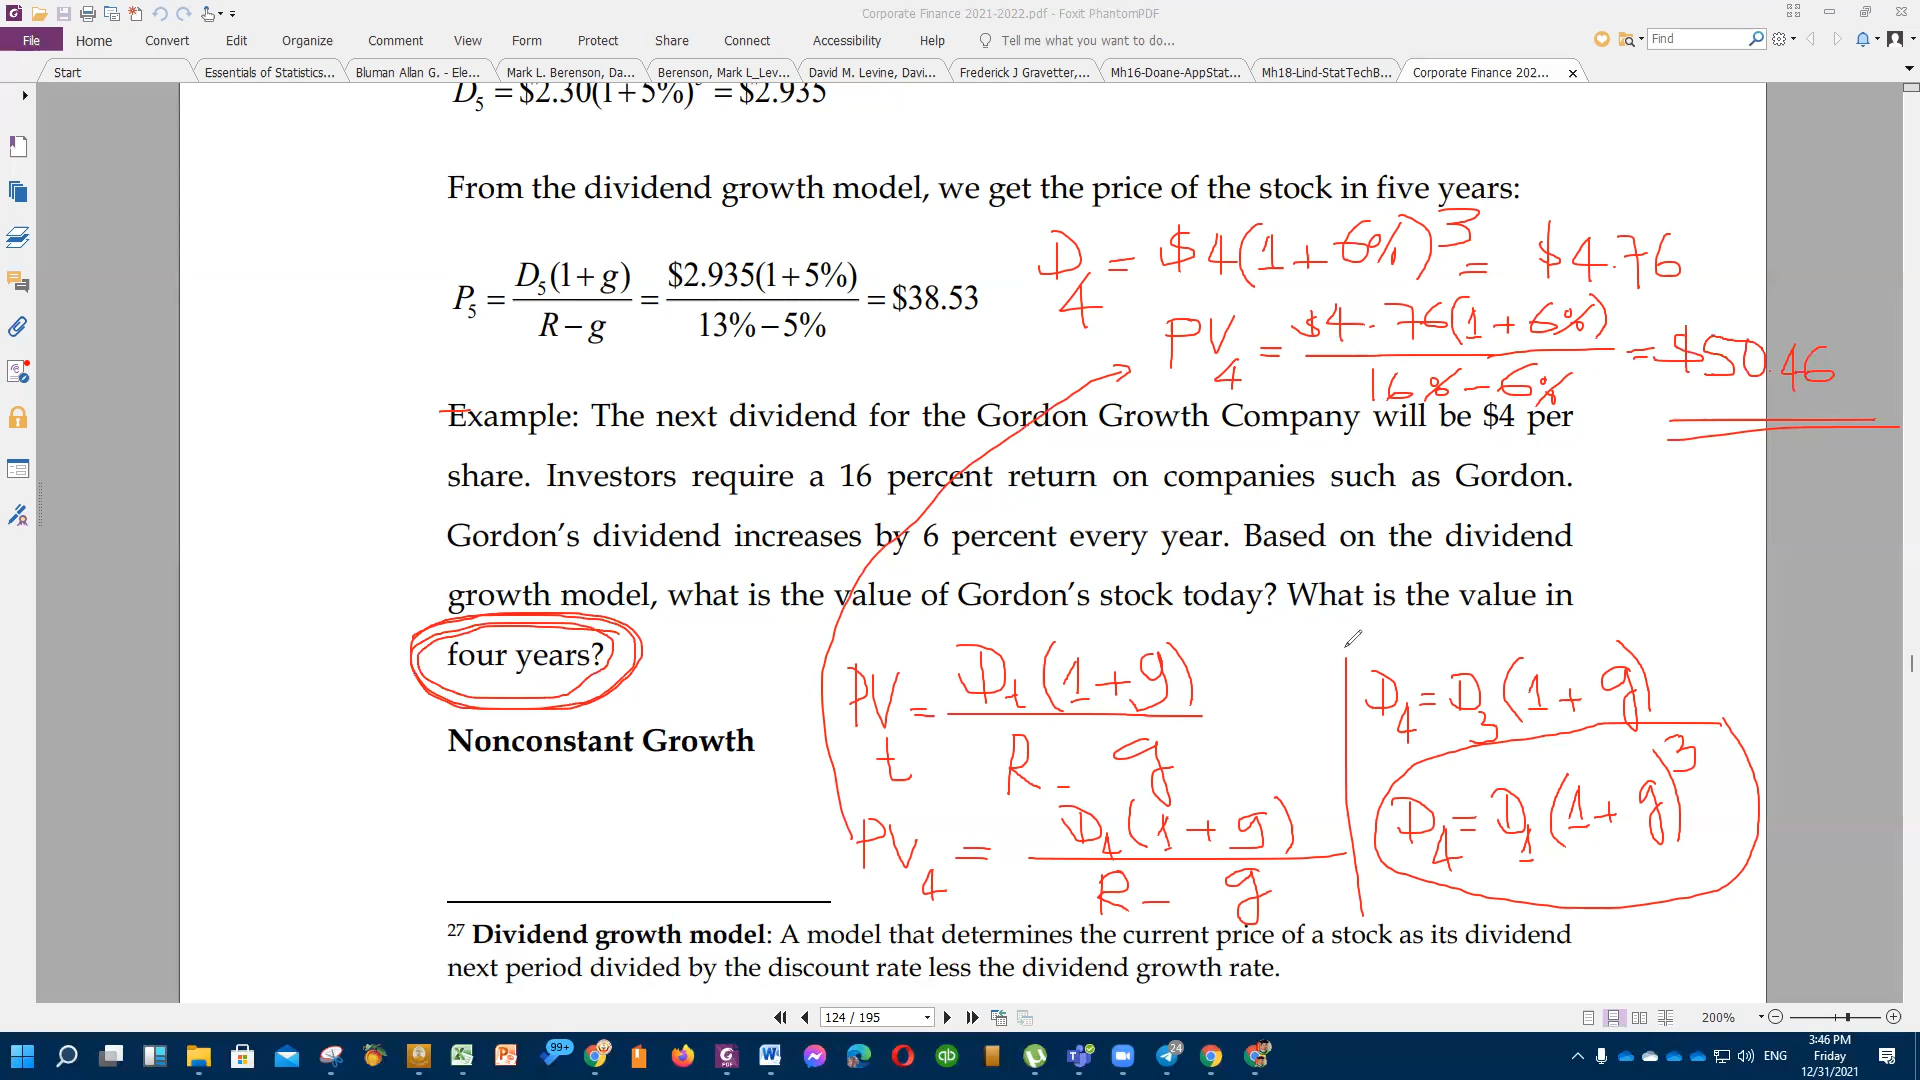 Corporate Finance 2021-2022.pdf - Foxit PhantomPDF
File Home Convert Edit Organize Comment View Form Protect Share Connect Accessibility Help Tell me what you want to do... Find
Start Essentials of Statistics... Bluman Allan G. - Ele... Mark L. Berenson, Da... Berenson, Mark L_Lev... David M. Levine, Davi... Frederick J Gravetter,... Mh16-Doane-AppStat... Mh18-Lind-StatTechB... Corporate Finance 202...
D5 = $2.30(1+5%) = $2.935
From the dividend growth model, we get the price of the stock in five years:
D4 = $4(1+6%)^3 = $4.76
P5 = D5(1+g) / R−g = $2.935(1+5%) / 13%−5% = $38.53
PV4 = $4.76(1+6%) / 16%−6% = $50.46
Example: The next dividend for the Gordon Growth Company will be $4 per
share. Investors require a 16 percent return on companies such as Gordon.
Gordon’s dividend increases by 6 percent every year. Based on the dividend
growth model, what is the value of Gordon’s stock today? What is the value in
four years?
PVt = Dt(1+g) / R-g
D4 = D3(1+g)
Nonconstant Growth
PV4 = D4(1+g) / R-g
D4 = D1(1+g)^3
27 Dividend growth model: A model that determines the current price of a stock as its dividend
next period divided by the discount rate less the dividend growth rate.
124 / 195 200%
99+ 24 ENG 3:46 PM
Friday
12/31/2021